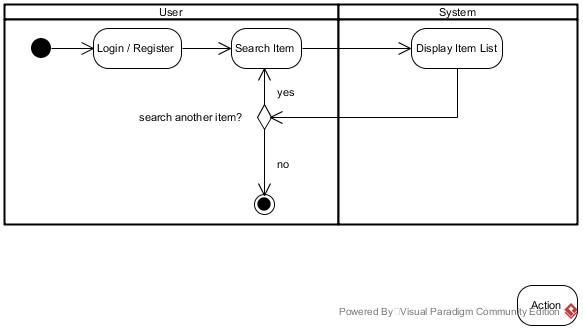 User
System
Login / Register
Search Item
Display Item List
yes
search another item?
no
Action
Powered By Visual Paradigm Community Edition